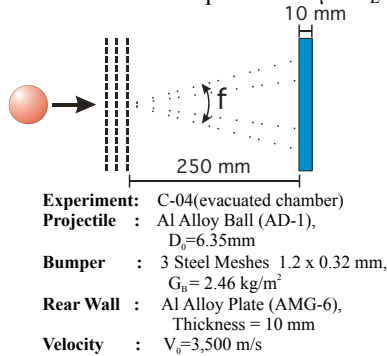 10 mm
f
250 mm
Experiment: C-04(evacuated chamber)
Projectile : Al Alloy Ball (AD-1),
D₀=6.35mm
Bumper : 3 Steel Meshes 1.2 x 0.32 mm,
G_B= 2.46 kg/m²
Rear Wall : Al Alloy Plate (AMG-6),
Thickness = 10 mm
Velocity : V₀=3,500 m/s